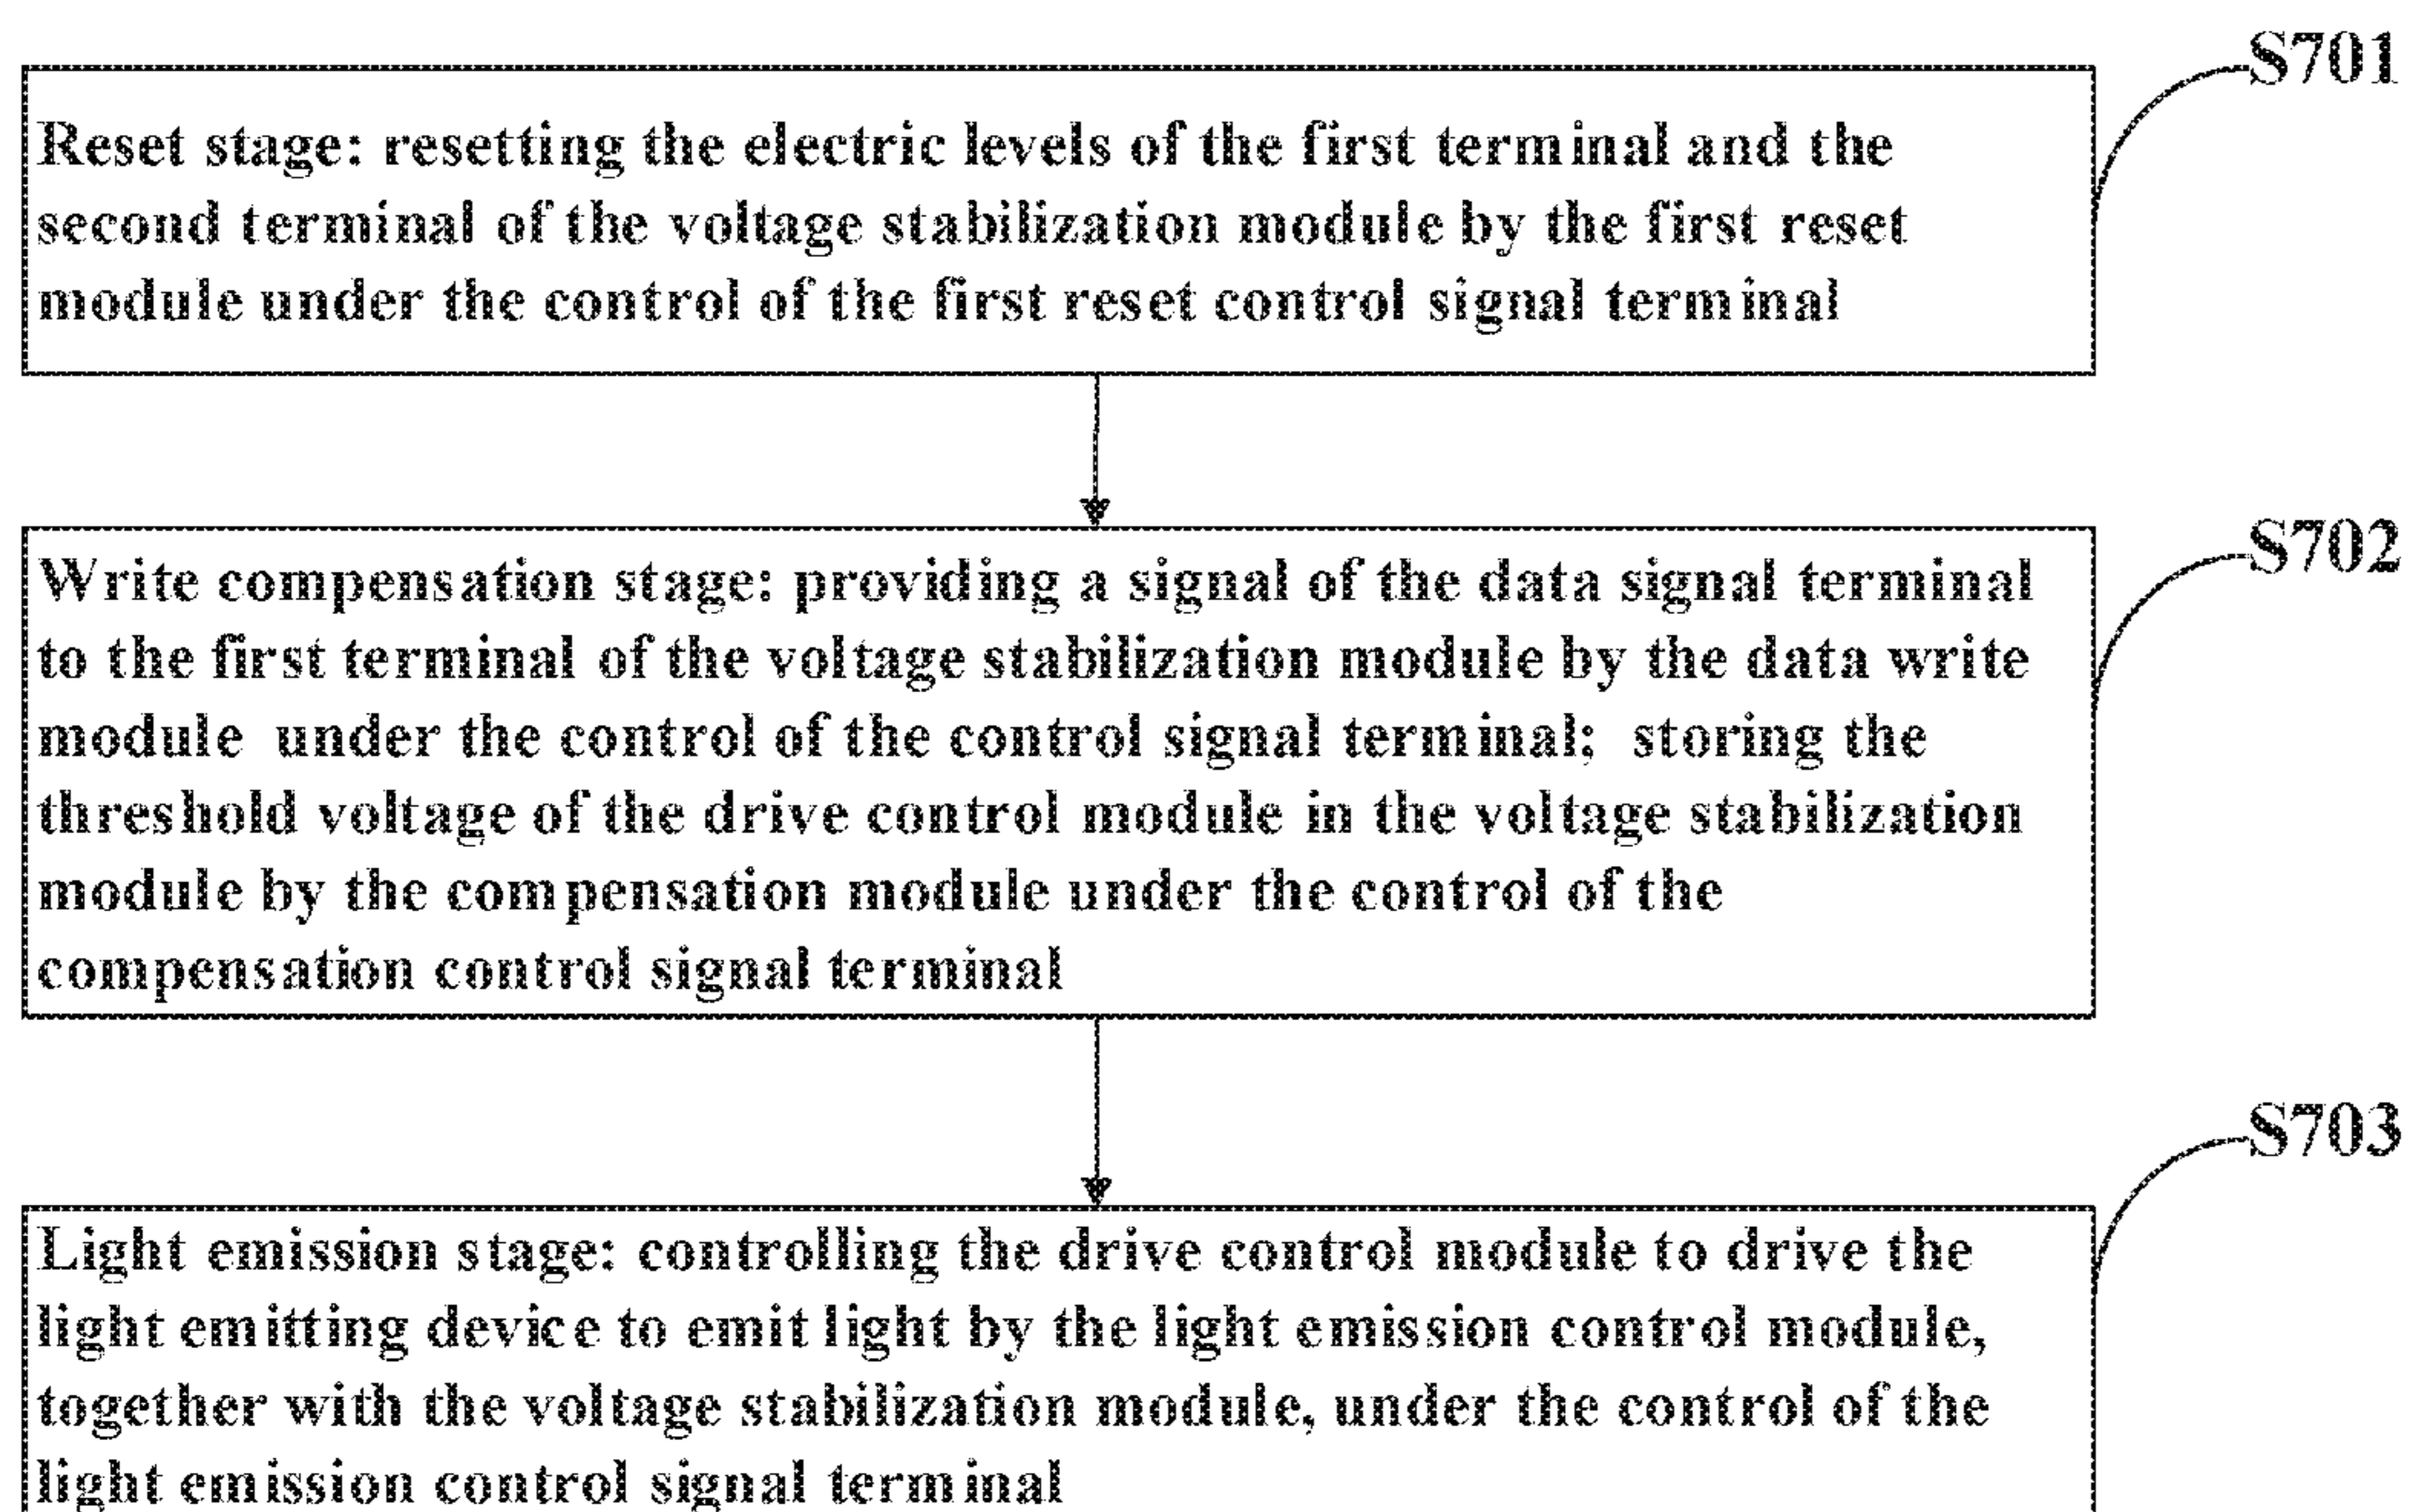 S701
Reset stage: resetting the electric levels of the first terminal and the
second terminal of the voltage stabilization module by the first reset
module under the control of the first reset control signal terminal
S702
Write compensation stage: providing a signal of the data signal terminal
to the first terminal of the voltage stabilization module by the data write
module under the control of the control signal terminal; storing the
threshold voltage of the drive control module in the voltage stabilization
module by the compensation module under the control of the
compensation control signal terminal
S703
Light emission stage: controlling the drive control module to drive the
light emitting device to emit light by the light emission control module,
together with the voltage stabilization module, under the control of the
light emission control signal terminal